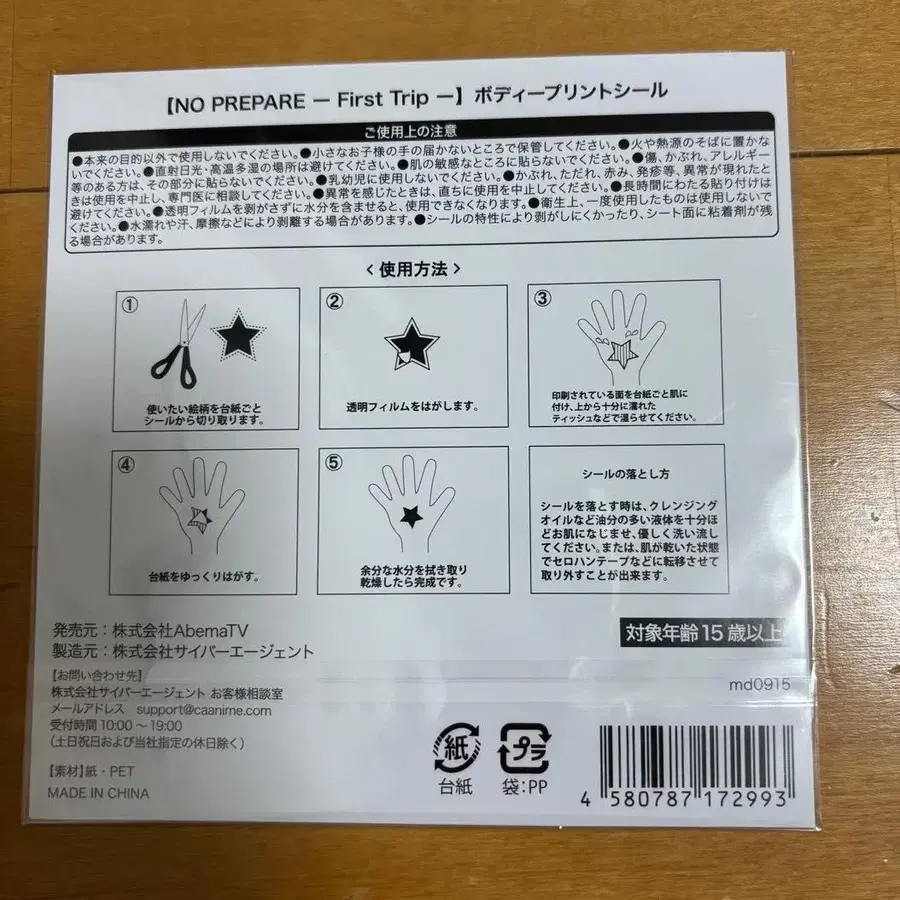 【NO PREPARE － First Trip －】ボディープリントシール
ご使用上の注意
●本来の目的以外で使用しないでください。●小さなお子様の手の届かないところで保管してください。●火や熱源のそばに置かな
いでください。●直射日光・高温多湿の場所は避けてください。●肌の敏感なところに貼らないでください。●傷、かぶれ、アレルギー
等のある方は、その部分に貼らないでください。●乳幼児に使用しないでください。●かぶれ、ただれ、赤み、発疹等、異常が現れたと
きは使用を中止し、専門医に相談してください。●異常を感じたときは、直ちに使用を中止してください。●長時間にわたる貼り付けは
避けてください。●透明フィルムを剥がさずに水分を含ませると、使用できなくなります。●衛生上、一度使用したものは使用しないで
ください。●水濡れや汗、摩擦などにより剥離する場合があります。●シールの特性により剥がしにくかったり、シート面に粘着剤が残
る場合があります。
〈 使用方法 〉
①
使いたい絵柄を台紙ごと
シールから切り取ります。
②
透明フィルムをはがします。
③
印刷されている面を台紙ごと肌に
付け、上から十分に濡れた
ティッシュなどで湿らせてください。
④
台紙をゆっくりはがす。
⑤
余分な水分を拭き取り
乾燥したら完成です。
シールの落とし方
シールを落とす時は、クレンジング
オイルなど油分の多い液体を十分ほ
どお肌になじませ、優しく洗い流し
てください。または、肌が乾いた状態
でセロハンテープなどに転移させて
取り外すことが出来ます。
発売元：株式会社AbemaTV
製造元：株式会社サイバーエージェント
対象年齢15歳以上
【お問い合わせ先】
株式会社サイバーエージェント お客様相談室
メールアドレス support@caanime.com
受付時間 10:00～19:00
（土日祝日および当社指定の休日除く）
md0915
【素材】紙・PET
MADE IN CHINA
紙
台紙
プラ
袋：PP
4 580787 172993